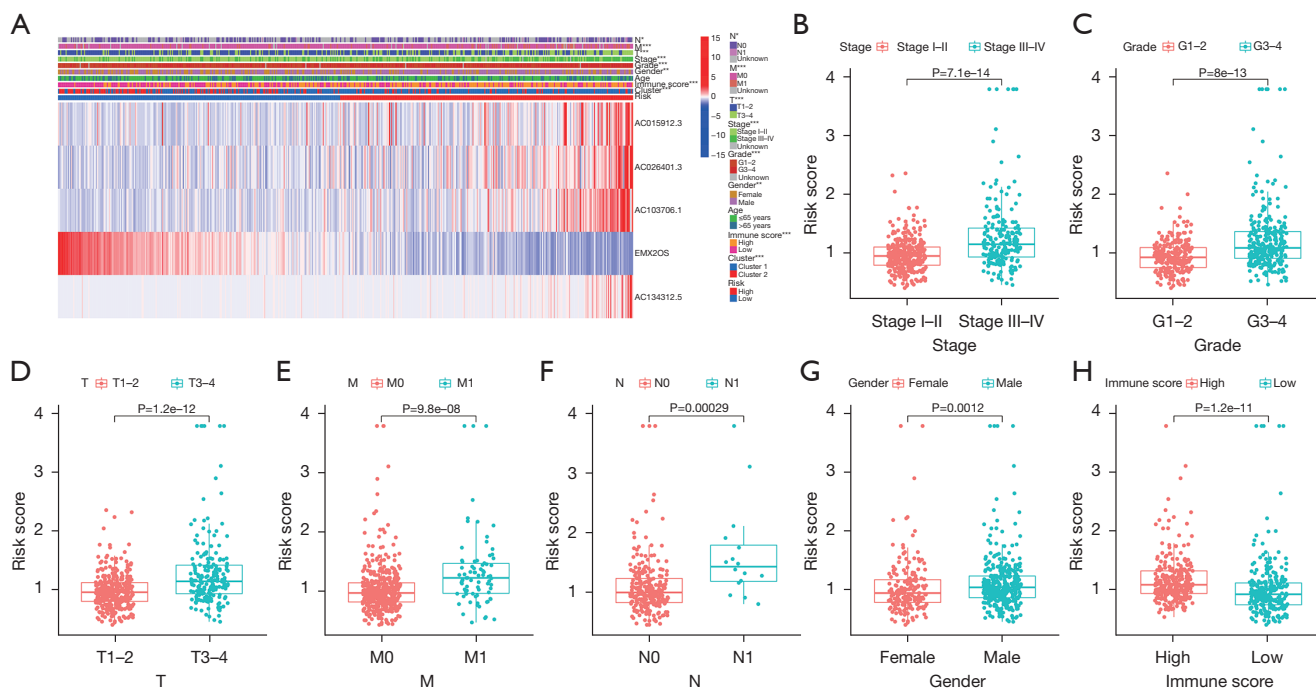 A
N*
M***
T***
Stage***
Grade***
Gender**
Age
Immune score***
Cluster***
Risk
AC015912.3
AC026401.3
AC103706.1
EMX2OS
AC134312.5
15
10
5
0
−5
−10
−15
N*
N0
N1
Unknown
M***
M0
M1
Unknown
T***
T1–2
T3–4
Stage***
Stage I–II
Stage III–IV
Unknown
Grade***
G1–2
G3–4
Unknown
Gender**
Female
Male
Age
≤65 years
>65 years
Immune score***
High
Low
Cluster***
Cluster 1
Cluster 2
Risk
High
Low
B
Stage Stage I–II Stage III–IV
P=7.1e−14
4
3
2
1
Risk score
Stage I–II Stage III–IV
Stage
C
Grade G1–2 G3–4
P=8e−13
4
3
2
1
Risk score
G1–2 G3–4
Grade
D
T T1–2 T3–4
P=1.2e−12
4
3
2
1
Risk score
T1–2 T3–4
T
E
M M0 M1
P=9.8e−08
4
3
2
1
Risk score
M0 M1
M
F
N N0 N1
P=0.00029
4
3
2
1
Risk score
N0 N1
N
G
Gender Female Male
P=0.0012
4
3
2
1
Risk score
Female Male
Gender
H
Immune score High Low
P=1.2e−11
4
3
2
1
Risk score
High Low
Immune score